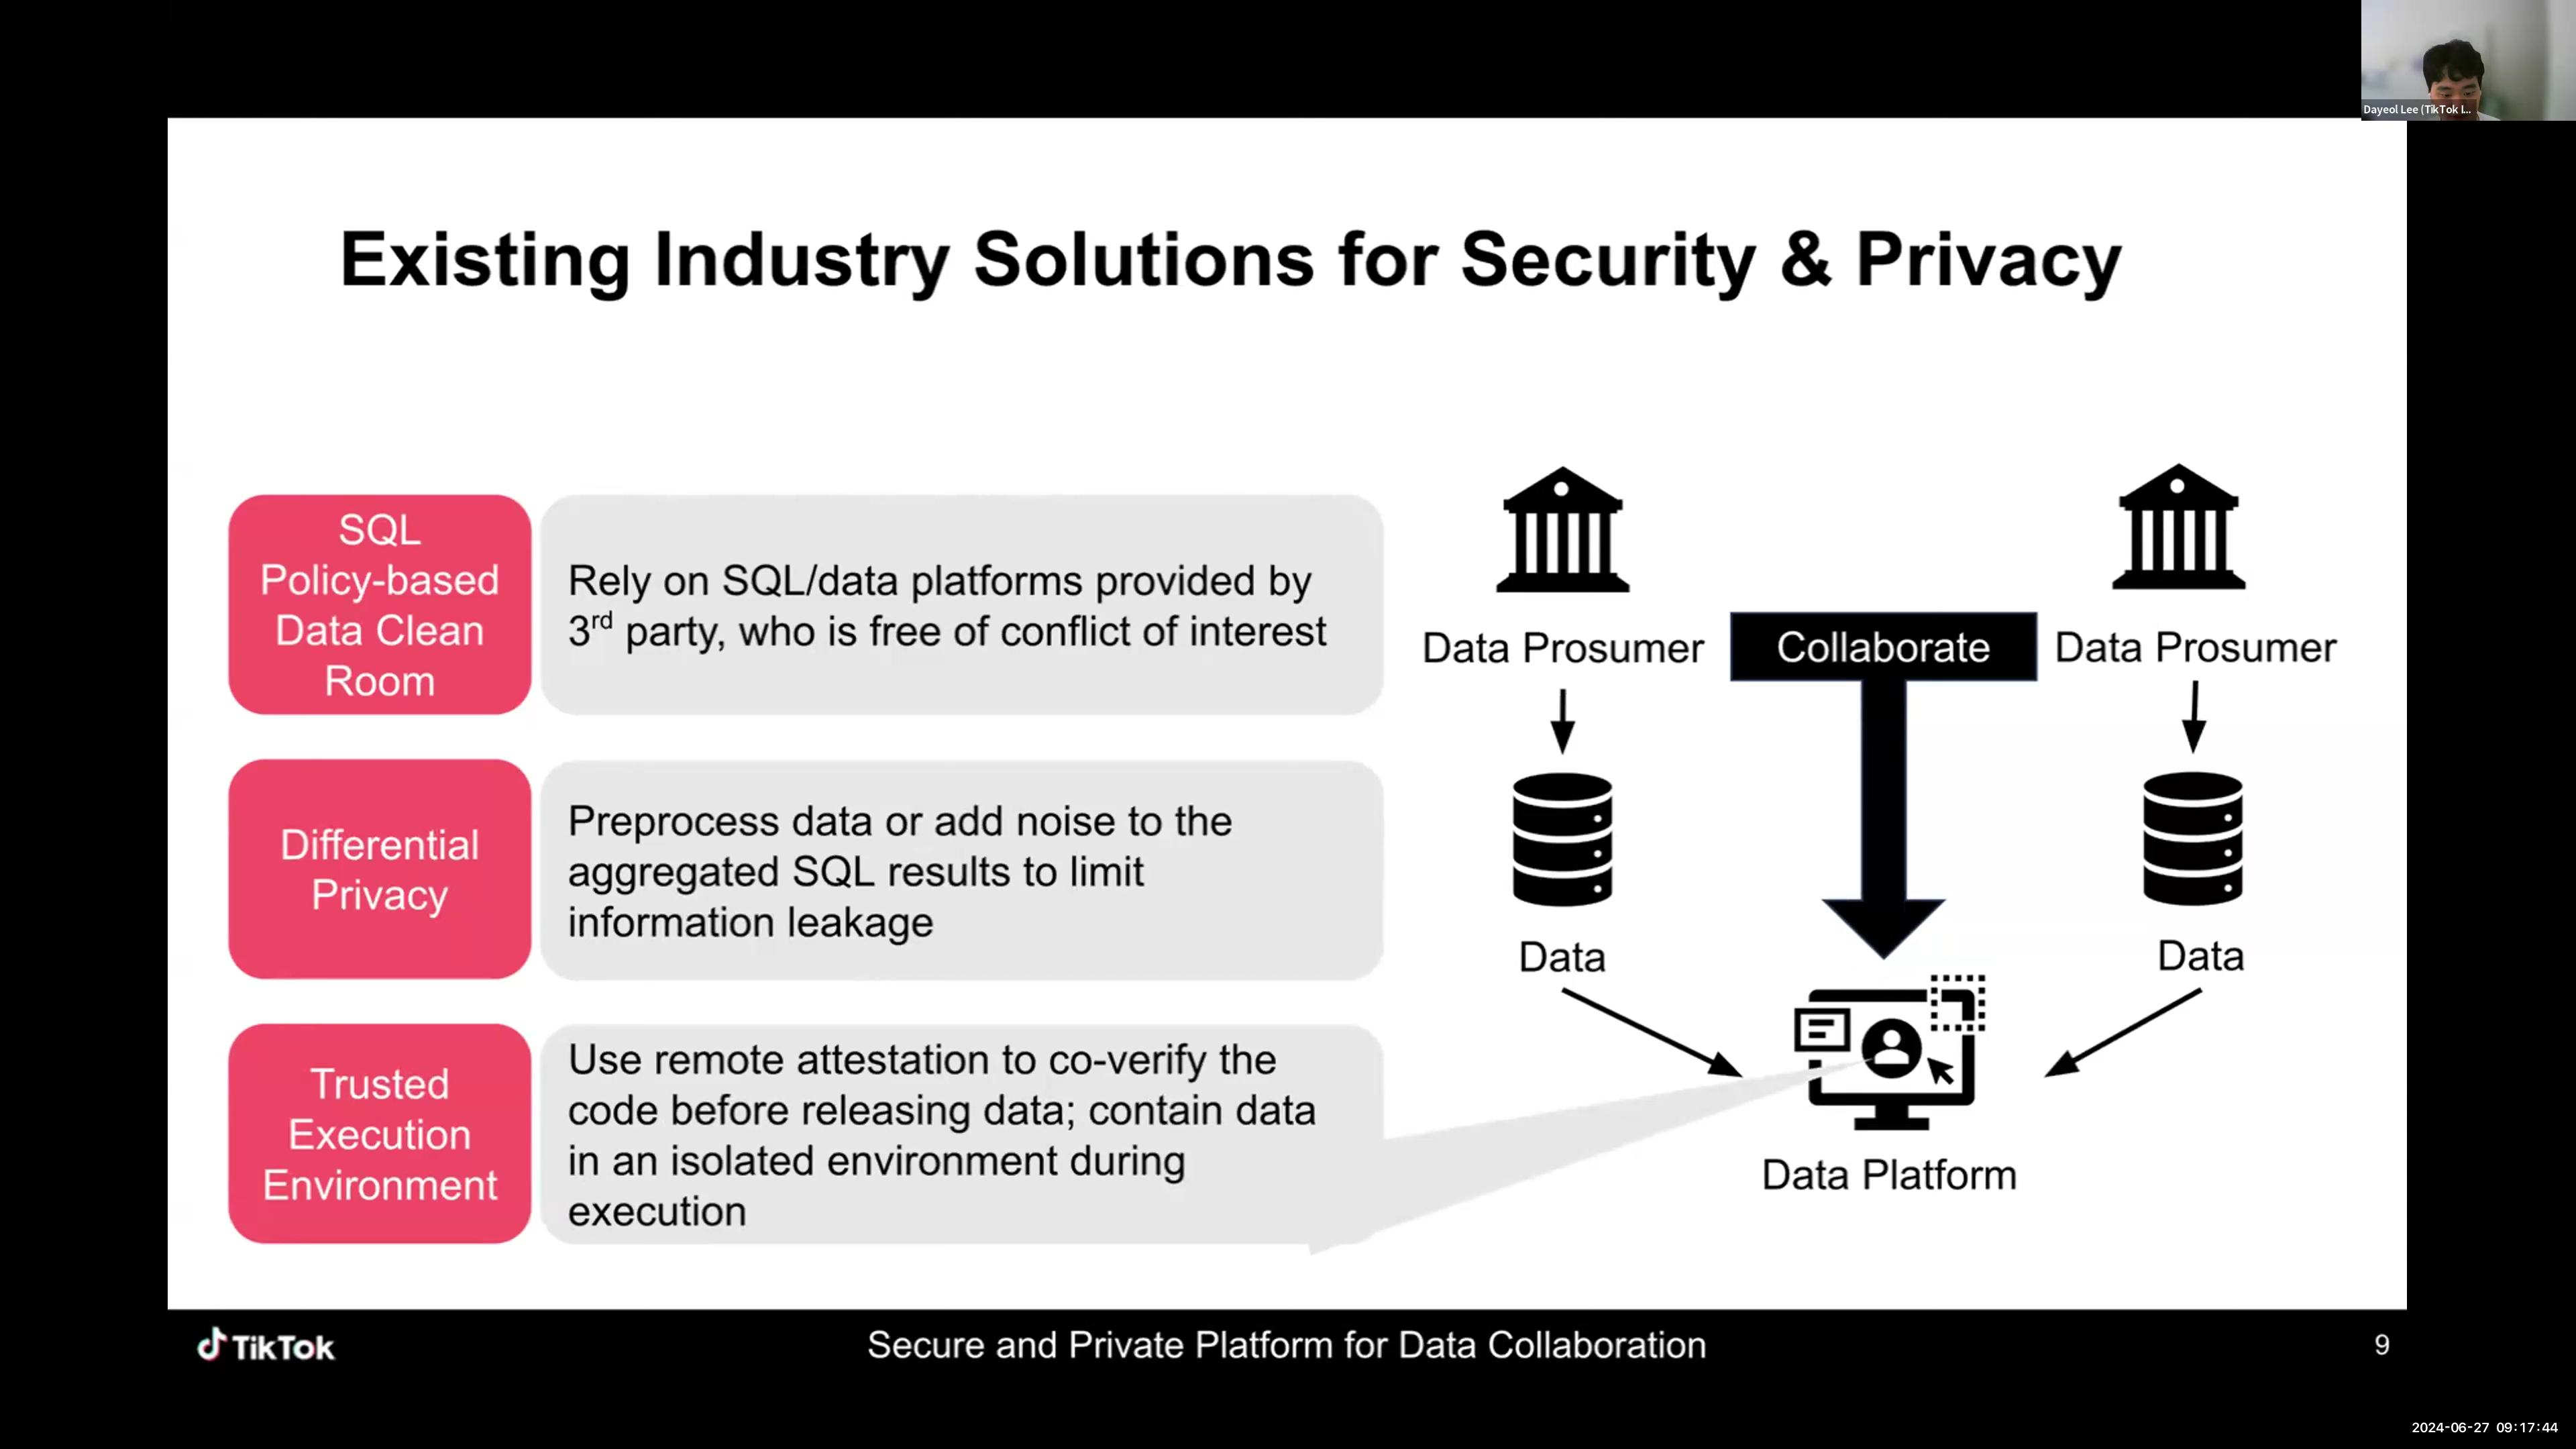 Dayeol Lee (TikTok I...
Existing Industry Solutions for Security & Privacy
SQL
Policy-based
Data Clean
Room
Rely on SQL/data platforms provided by
3rd party, who is free of conflict of interest
Differential
Privacy
Preprocess data or add noise to the
aggregated SQL results to limit
information leakage
Trusted
Execution
Environment
Use remote attestation to co-verify the
code before releasing data; contain data
in an isolated environment during
execution
Data Prosumer
Collaborate
Data Prosumer
Data
Data
Data Platform
TikTok
Secure and Private Platform for Data Collaboration
9
2024-06-27 09:17:44